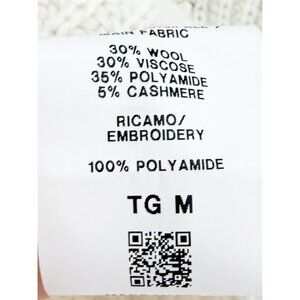 MAIN FABRIC
30% WOOL
30% VISCOSE
35% POLYAMIDE
5% CASHMERE
RICAMO/
EMBROIDERY
100% POLYAMIDE
TG M